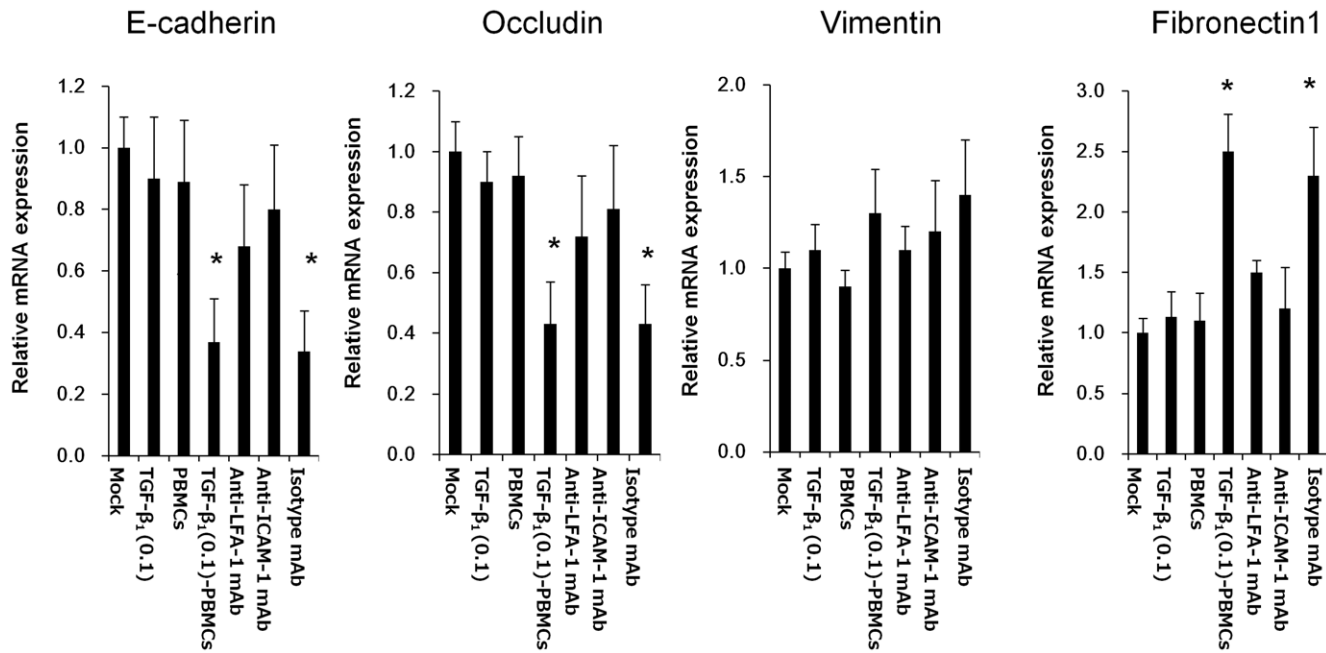 E-cadherin
Relative mRNA expression
1.2
1.0
0.8
0.6
0.4
0.2
0.0
*
*
Mock
TGF-β₁ (0.1)
PBMCs
TGF-β₁(0.1)-PBMCs
Anti-LFA-1 mAb
Anti-ICAM-1 mAb
Isotype mAb
Occludin
Relative mRNA expression
1.2
1.0
0.8
0.6
0.4
0.2
0.0
*
*
Mock
TGF-β₁ (0.1)
PBMCs
TGF-β₁(0.1)-PBMCs
Anti-LFA-1 mAb
Anti-ICAM-1 mAb
Isotype mAb
Vimentin
Relative mRNA expression
2.0
1.5
1.0
0.5
0.0
Mock
TGF-β₁ (0.1)
PBMCs
TGF-β₁(0.1)-PBMCs
Anti-LFA-1 mAb
Anti-ICAM-1 mAb
Isotype mAb
Fibronectin1
Relative mRNA expression
3.0
2.5
2.0
1.5
1.0
0.5
0.0
*
*
Mock
TGF-β₁ (0.1)
PBMCs
TGF-β₁(0.1)-PBMCs
Anti-LFA-1 mAb
Anti-ICAM-1 mAb
Isotype mAb